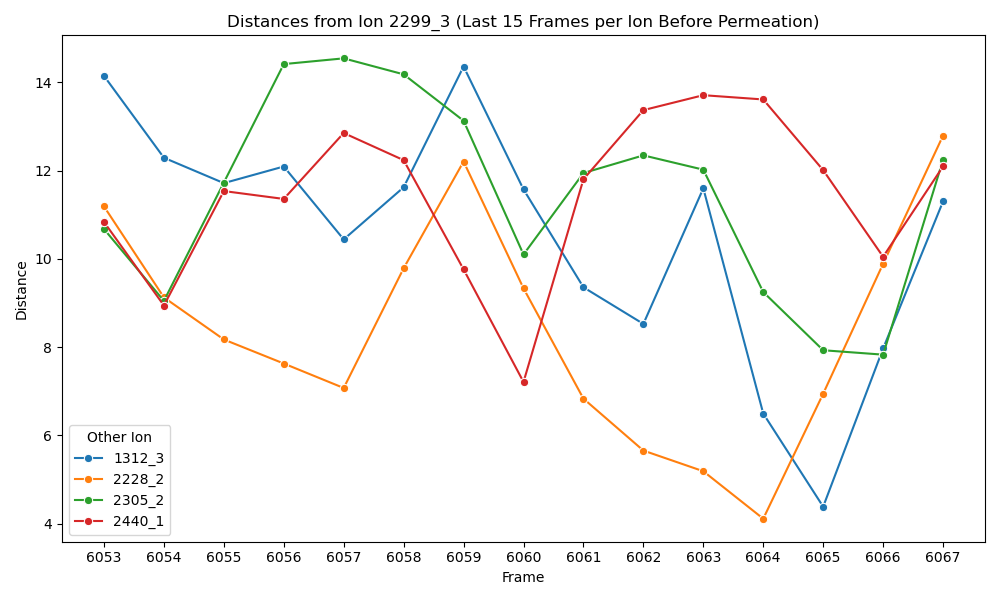 Distances from Ion 2299_3 (Last 15 Frames per Ion Before Permeation)
Distance
14
12
10
8
6
4
Other Ion
1312_3
2228_2
2305_2
2440_1
6053 6054 6055 6056 6057 6058 6059 6060 6061 6062 6063 6064 6065 6066 6067
Frame